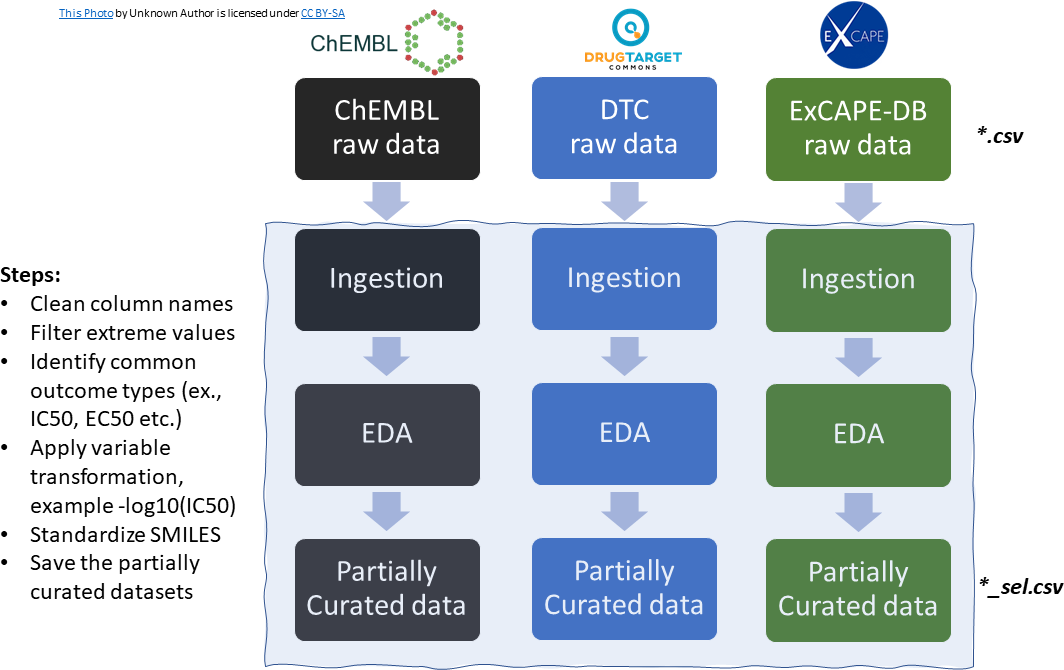 This Photo by Unknown Author is licensed under CC BY-SA
ChEMBL
DRUGTARGET
COMMONS
EXCAPE
ChEMBL
raw data
DTC
raw data
ExCAPE-DB
raw data
*.csv
Ingestion
Ingestion
Ingestion
Steps:
• Clean column names
• Filter extreme values
• Identify common
outcome types (ex.,
IC50, EC50 etc.)
• Apply variable
transformation,
example -log10(IC50)
• Standardize SMILES
• Save the partially
curated datasets
EDA
EDA
EDA
Partially
Curated data
Partially
Curated data
Partially
Curated data
*_sel.csv